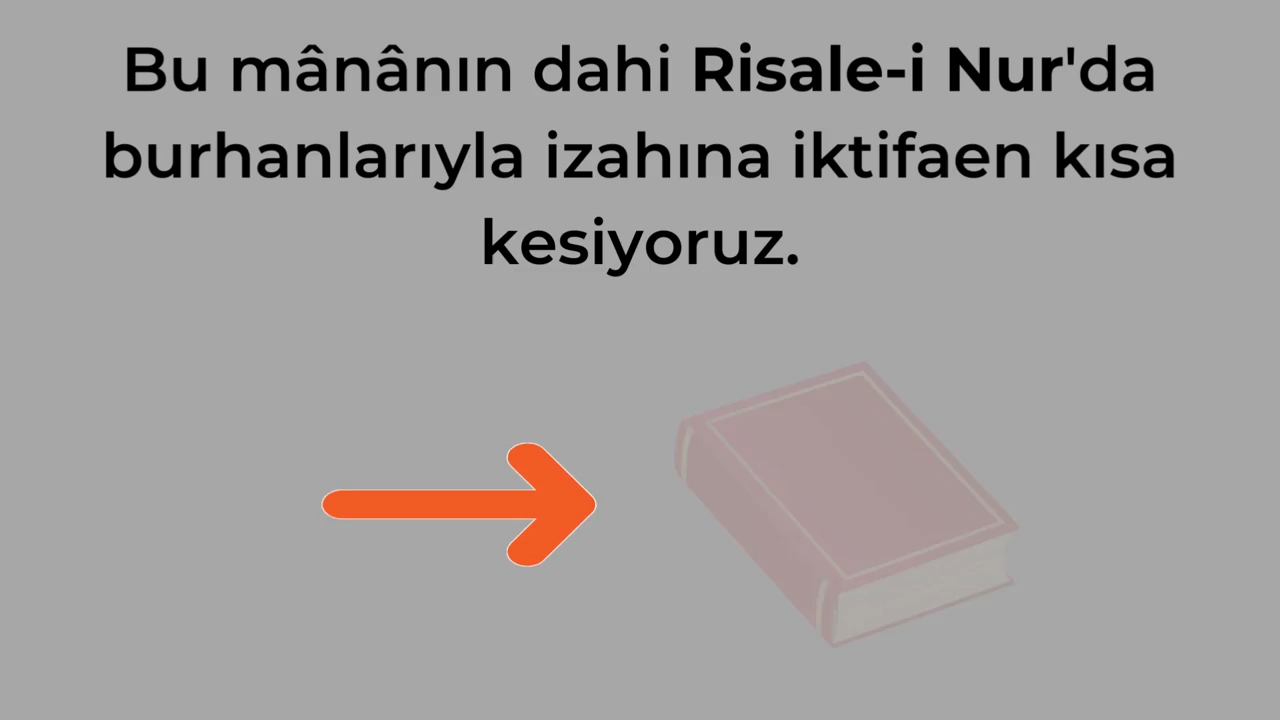 Bu mânânın dahi Risale-i Nur'da
burhanlarıyla izahına iktifaen kısa
kesiyoruz.